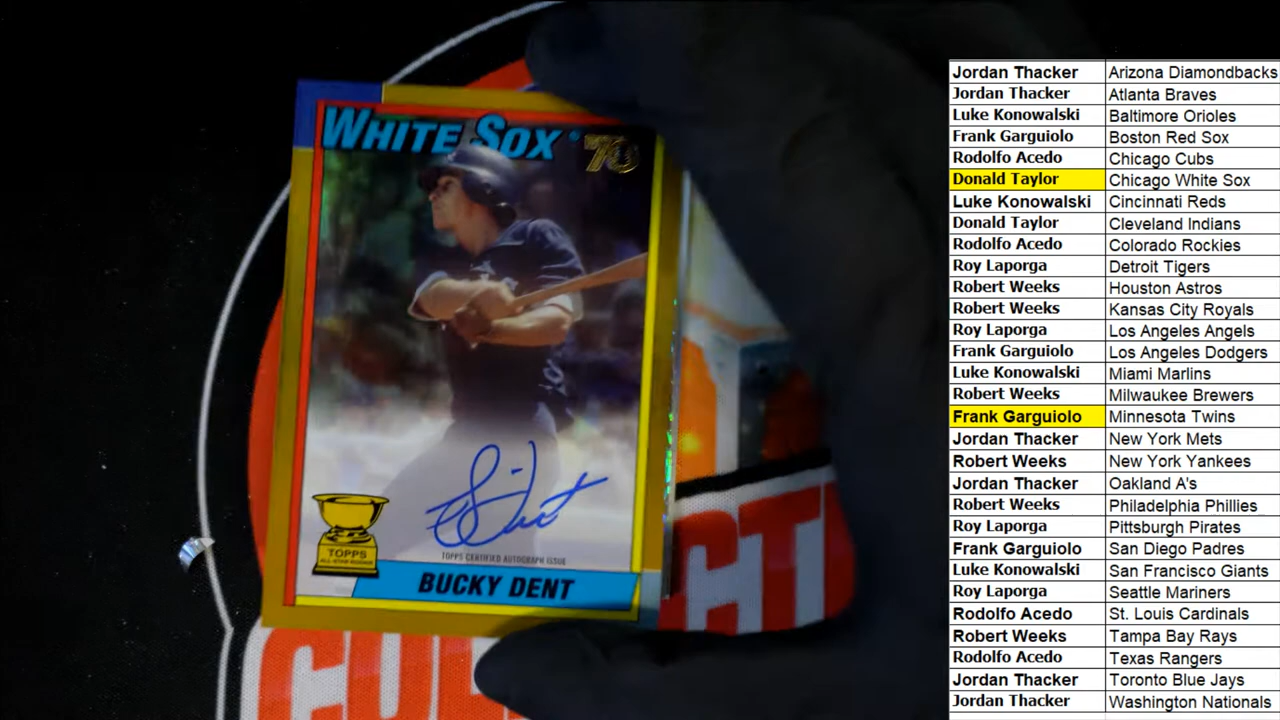 WHITE SOX
70
TOPPS
TOPPS CERTIFIED AUTOGRAPH ISSUE
BUCKY DENT
Jordan Thacker Arizona Diamondbacks
Jordan Thacker Atlanta Braves
Luke Konowalski Baltimore Orioles
Frank Garguiolo Boston Red Sox
Rodolfo Acedo Chicago Cubs
Donald Taylor Chicago White Sox
Luke Konowalski Cincinnati Reds
Donald Taylor Cleveland Indians
Rodolfo Acedo Colorado Rockies
Roy Laporga Detroit Tigers
Robert Weeks Houston Astros
Robert Weeks Kansas City Royals
Roy Laporga Los Angeles Angels
Frank Garguiolo Los Angeles Dodgers
Luke Konowalski Miami Marlins
Robert Weeks Milwaukee Brewers
Frank Garguiolo Minnesota Twins
Jordan Thacker New York Mets
Robert Weeks New York Yankees
Jordan Thacker Oakland A's
Robert Weeks Philadelphia Phillies
Roy Laporga Pittsburgh Pirates
Frank Garguiolo San Diego Padres
Luke Konowalski San Francisco Giants
Roy Laporga Seattle Mariners
Rodolfo Acedo St. Louis Cardinals
Robert Weeks Tampa Bay Rays
Rodolfo Acedo Texas Rangers
Jordan Thacker Toronto Blue Jays
Jordan Thacker Washington Nationals